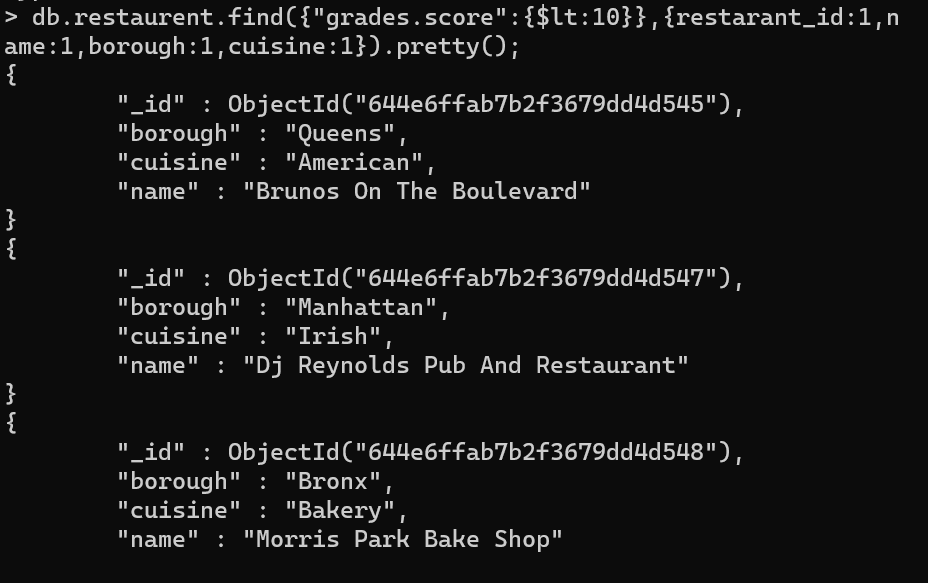 > db.restaurent.find({"grades.score":{$lt:10}},{restarant_id:1,n
ame:1,borough:1,cuisine:1}).pretty();
{
        "_id" : ObjectId("644e6ffab7b2f3679dd4d545"),
        "borough" : "Queens",
        "cuisine" : "American",
        "name" : "Brunos On The Boulevard"
}
{
        "_id" : ObjectId("644e6ffab7b2f3679dd4d547"),
        "borough" : "Manhattan",
        "cuisine" : "Irish",
        "name" : "Dj Reynolds Pub And Restaurant"
}
{
        "_id" : ObjectId("644e6ffab7b2f3679dd4d548"),
        "borough" : "Bronx",
        "cuisine" : "Bakery",
        "name" : "Morris Park Bake Shop"